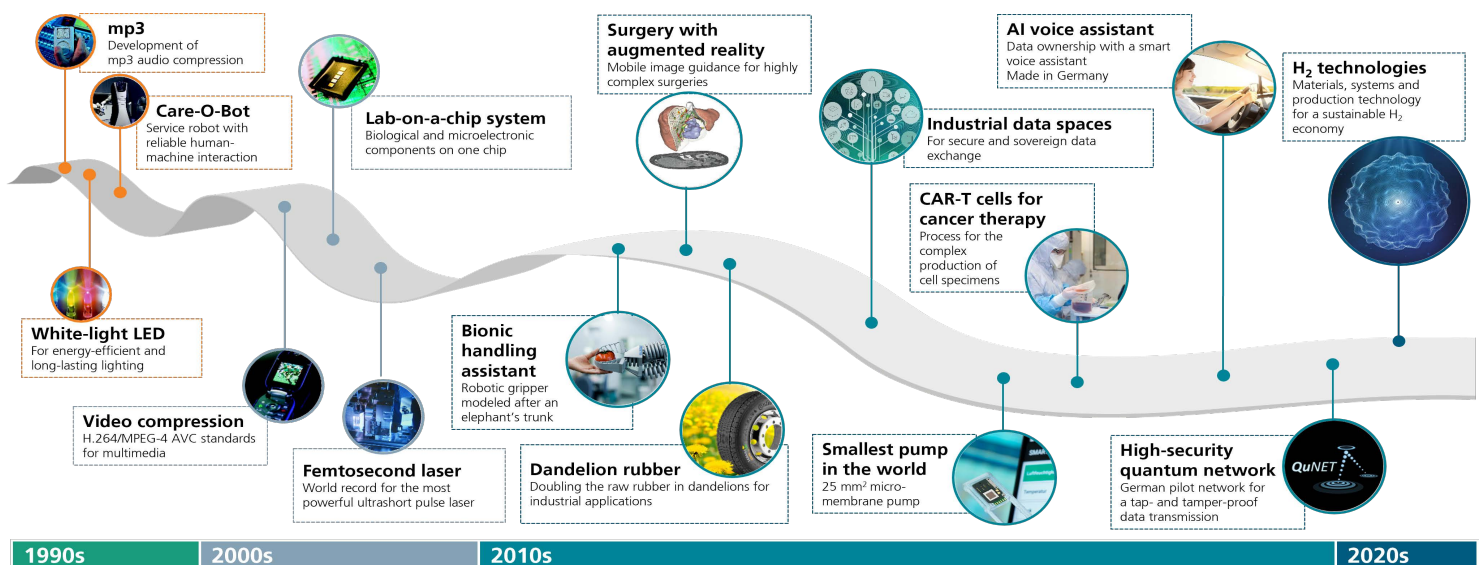 mp3
Development of
mp3 audio compression
Care-O-Bot
Service robot with
reliable human-
machine interaction
White-light LED
For energy-efficient and
long-lasting lighting
Lab-on-a-chip system
Biological and microelectronic
components on one chip
Video compression
H.264/MPEG-4 AVC standards
for multimedia
Femtosecond laser
World record for the most
powerful ultrashort pulse laser
Surgery with
augmented reality
Mobile image guidance for highly
complex surgeries
Bionic
handling
assistant
Robotic gripper
modeled after an
elephant's trunk
Dandelion rubber
Doubling the raw rubber in dandelions for
industrial applications
Industrial data spaces
For secure and sovereign data
exchange
CAR-T cells for
cancer therapy
Process for the
complex
production of
cell specimens
Smallest pump
in the world
25 mm² micro-
membrane pump
SMAR
Temperatur
AI voice assistant
Data ownership with a smart
voice assistant
Made in Germany
High-security
quantum network
German pilot network for
a tap- and tamper-proof
data transmission
QuNET
H₂ technologies
Materials, systems and
production technology
for a sustainable H₂
economy
1990s
2000s
2010s
2020s